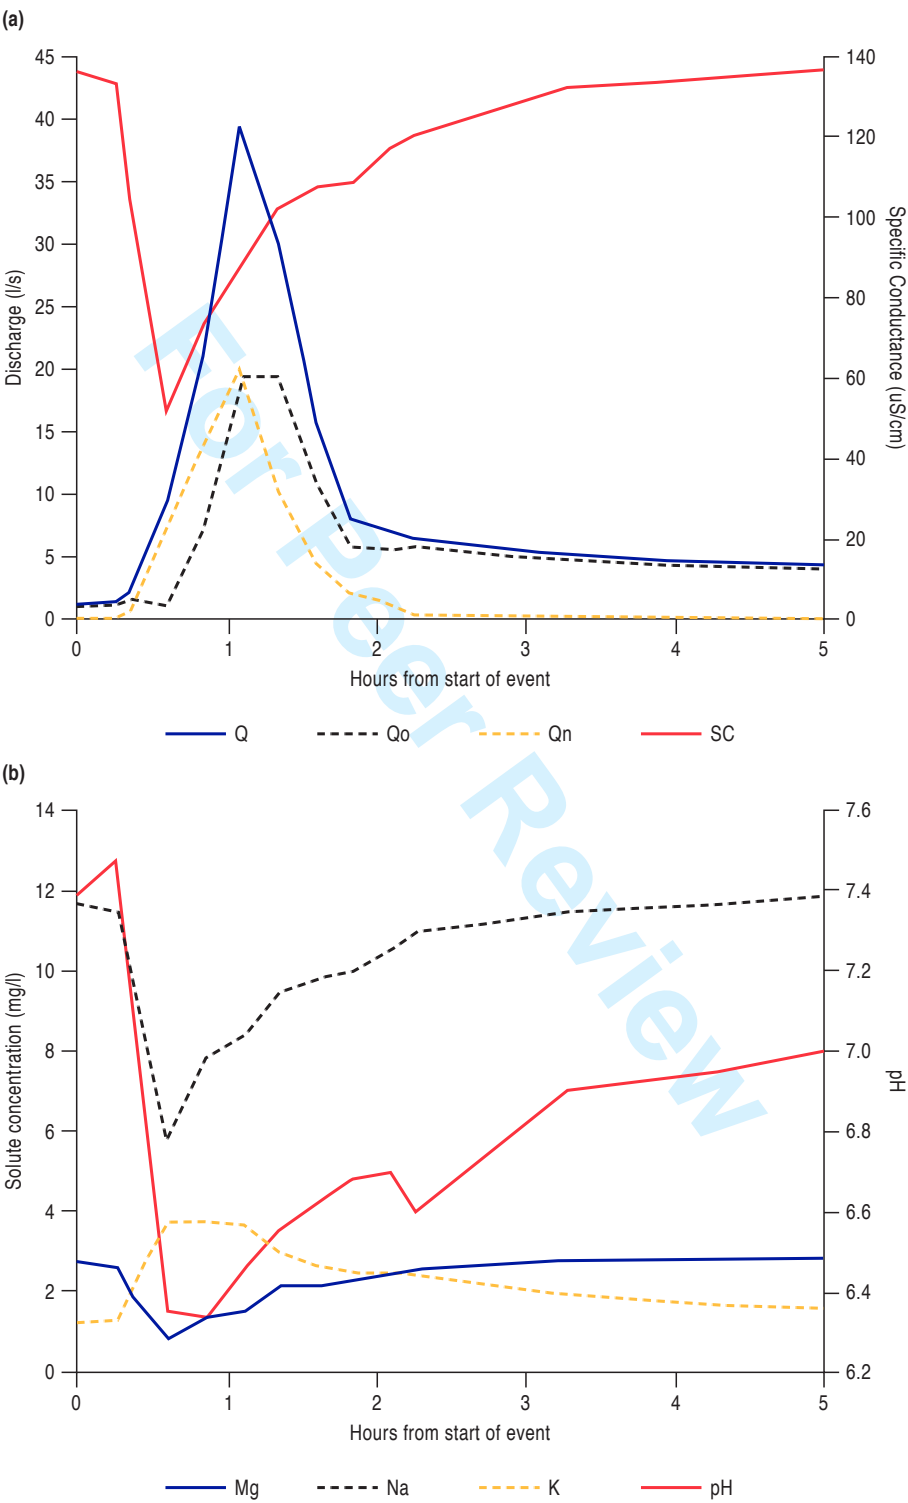 (a)
45
40
35
30
25
20
15
10
5
0
Discharge (l/s)
140
120
100
80
60
40
20
0
Specific Conductance (uS/cm)
0 1 2 3 4 5
Hours from start of event
Q Qo Qn SC
For Peer Review
(b)
14
12
10
8
6
4
2
0
Solute concentration (mg/l)
7.6
7.4
7.2
7.0
6.8
6.6
6.4
6.2
pH
0 1 2 3 4 5
Hours from start of event
Mg Na K pH